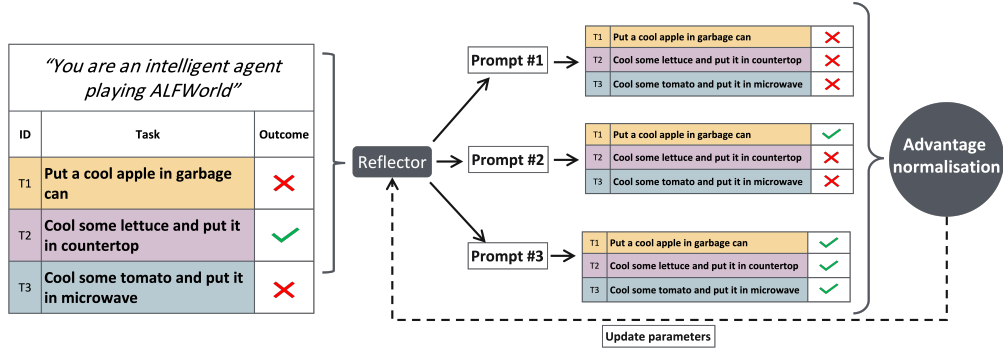 “You are an intelligent agent
playing ALFWorld”
ID Task Outcome
T1 Put a cool apple in garbage
can
T2 Cool some lettuce and put it
in countertop
T3 Cool some tomato and put it
in microwave
Reflector
Prompt #1
T1 Put a cool apple in garbage can
T2 Cool some lettuce and put it in countertop
T3 Cool some tomato and put it in microwave
Prompt #2
T1 Put a cool apple in garbage can
T2 Cool some lettuce and put it in countertop
T3 Cool some tomato and put it in microwave
Prompt #3
T1 Put a cool apple in garbage can
T2 Cool some lettuce and put it in countertop
T3 Cool some tomato and put it in microwave
Advantage
normalisation
Update parameters